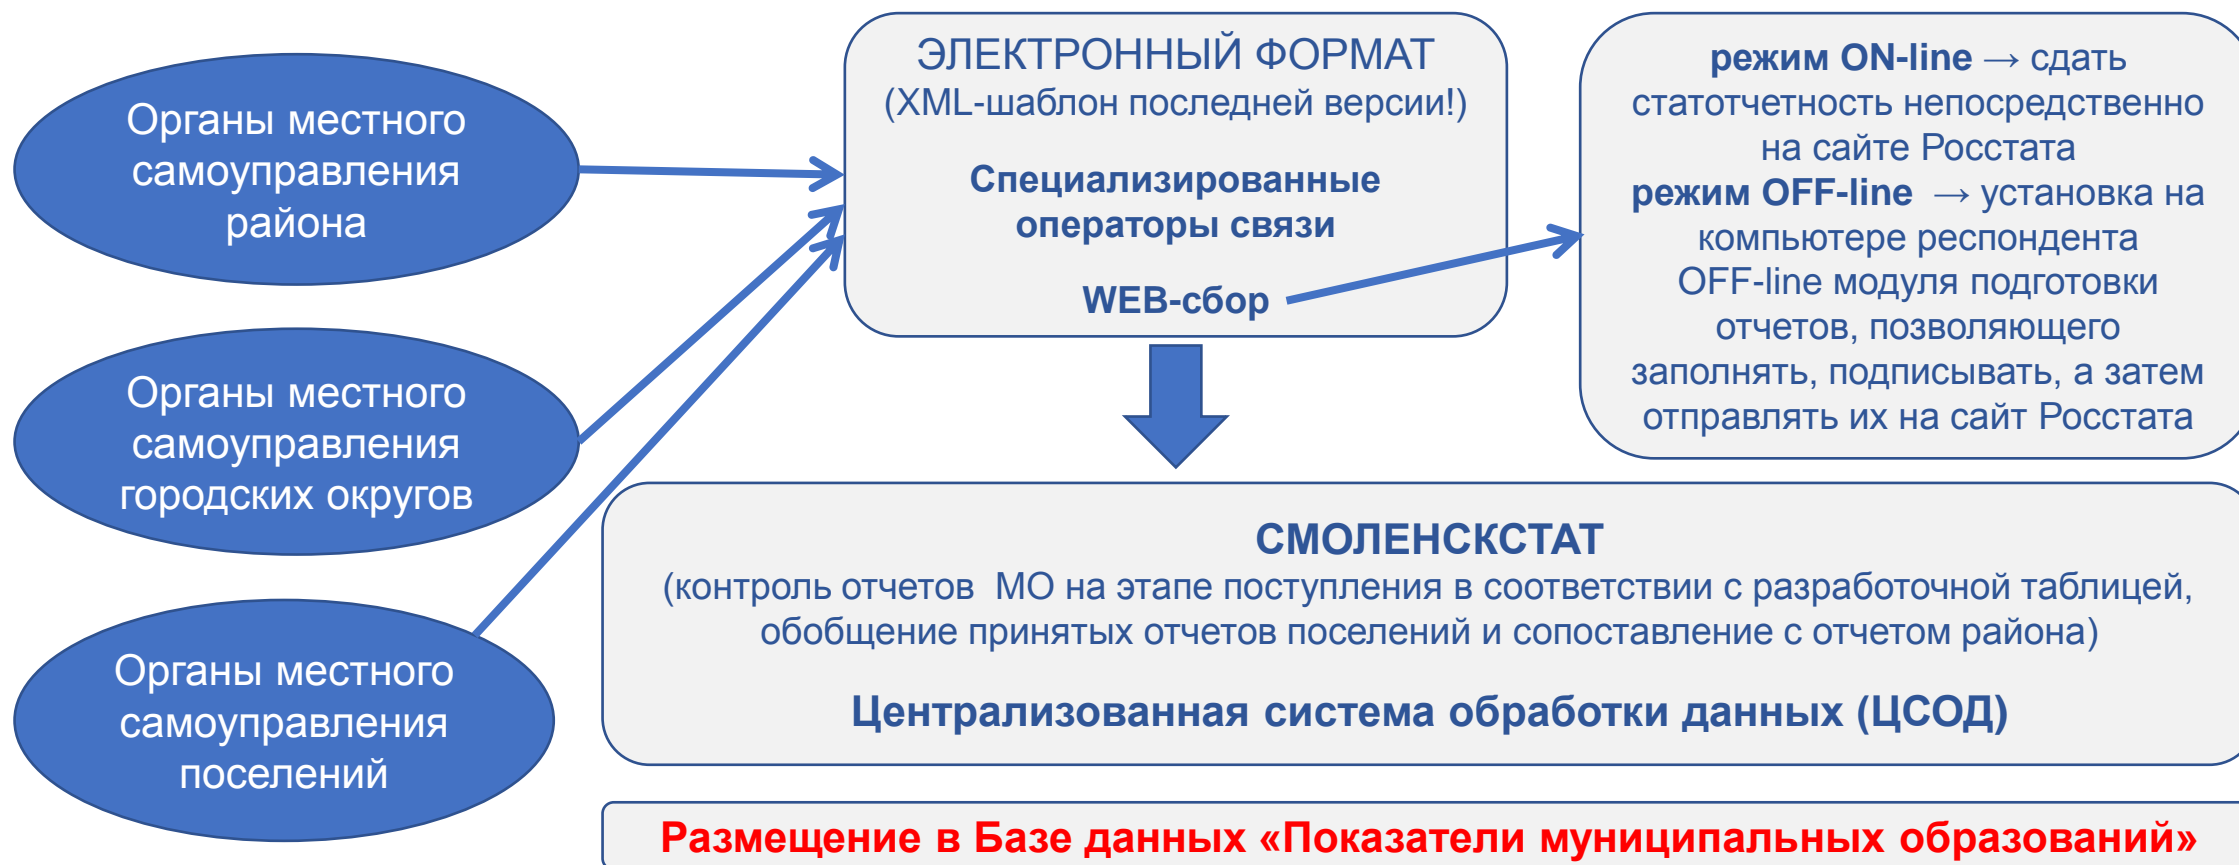 Органы местного
самоуправления
района
Органы местного
самоуправления
городских округов
Органы местного
самоуправления
поселений
ЭЛЕКТРОННЫЙ ФОРМАТ
(XML-шаблон последней версии!)
Специализированные
операторы связи
WEB-сбор
режим ON-line → сдать
статотчетность непосредственно
на сайте Росстата
режим OFF-line → установка на
компьютере респондента
OFF-line модуля подготовки
отчетов, позволяющего
заполнять, подписывать, а затем
отправлять их на сайт Росстата
СМОЛЕНСКСТАТ
(контроль отчетов МО на этапе поступления в соответствии с разработочной таблицей,
обобщение принятых отчетов поселений и сопоставление с отчетом района)
Централизованная система обработки данных (ЦСОД)
Размещение в Базе данных «Показатели муниципальных образований»